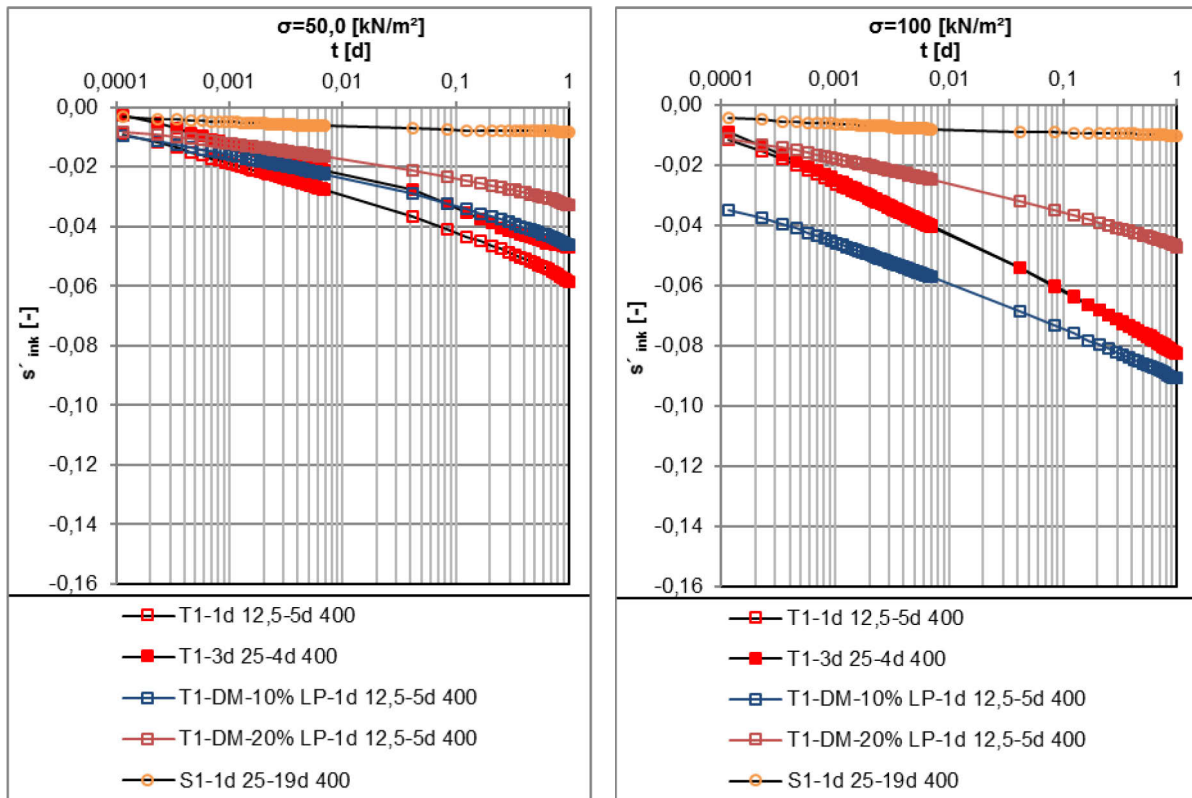 σ=50,0 [kN/m²]
t [d]
0,0001 0,001 0,01 0,1 1
0,00
-0,02
-0,04
-0,06
-0,08
-0,10
-0,12
-0,14
-0,16
s´ ink [-]
T1-1d 12,5-5d 400
T1-3d 25-4d 400
T1-DM-10% LP-1d 12,5-5d 400
T1-DM-20% LP-1d 12,5-5d 400
S1-1d 25-19d 400
σ=100 [kN/m²]
t [d]
0,0001 0,001 0,01 0,1 1
0,00
-0,02
-0,04
-0,06
-0,08
-0,10
-0,12
-0,14
-0,16
s´ ink [-]
T1-1d 12,5-5d 400
T1-3d 25-4d 400
T1-DM-10% LP-1d 12,5-5d 400
T1-DM-20% LP-1d 12,5-5d 400
S1-1d 25-19d 400